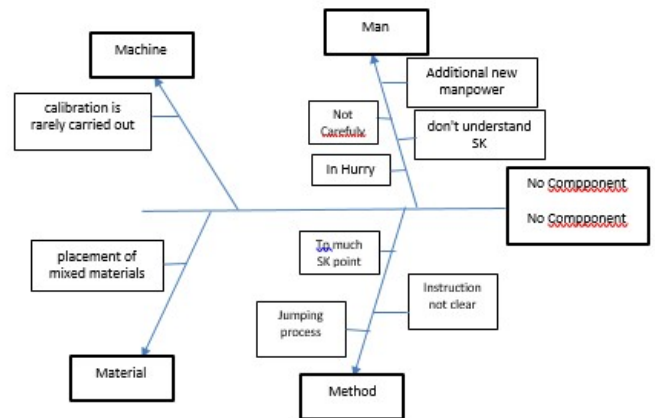 Man
Machine
Additional new
manpower
calibration is
rarely carried out
Not
Carefuly
don't understand
SK
In Hurry
No Compponent
No Compponent
To much
SK point
placement of
mixed materials
Instruction
not clear
Jumping
process
Material
Method